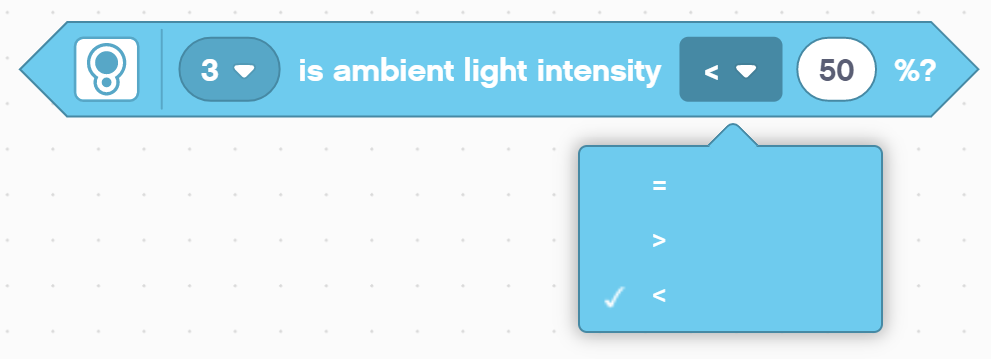 3 is ambient light intensity < 50 %?
=
>
✓ <